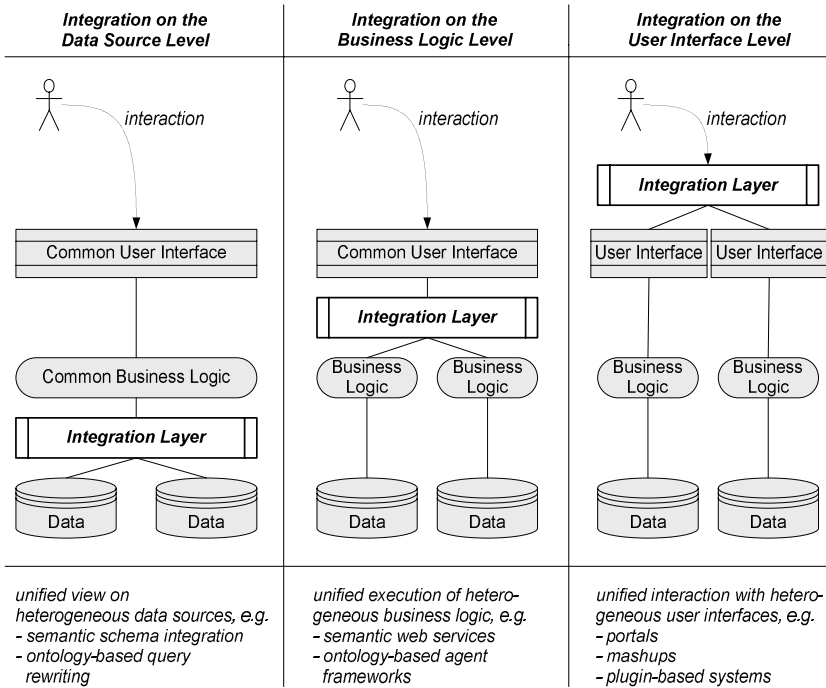 Integration on the
Data Source Level
interaction
Common User Interface
Common Business Logic
Integration Layer
Data
Data
unified view on
heterogeneous data sources, e.g.
- semantic schema integration
- ontology-based query
rewriting
Integration on the
Business Logic Level
interaction
Common User Interface
Integration Layer
Business
Logic
Business
Logic
Data
Data
unified execution of hetero-
geneous business logic, e.g.
- semantic web services
- ontology-based agent
frameworks
Integration on the
User Interface Level
interaction
Integration Layer
User Interface
User Interface
Business
Logic
Business
Logic
Data
Data
unified interaction with heterog-
geneous user interfaces, e.g.
- portals
- mashups
- plugin-based systems